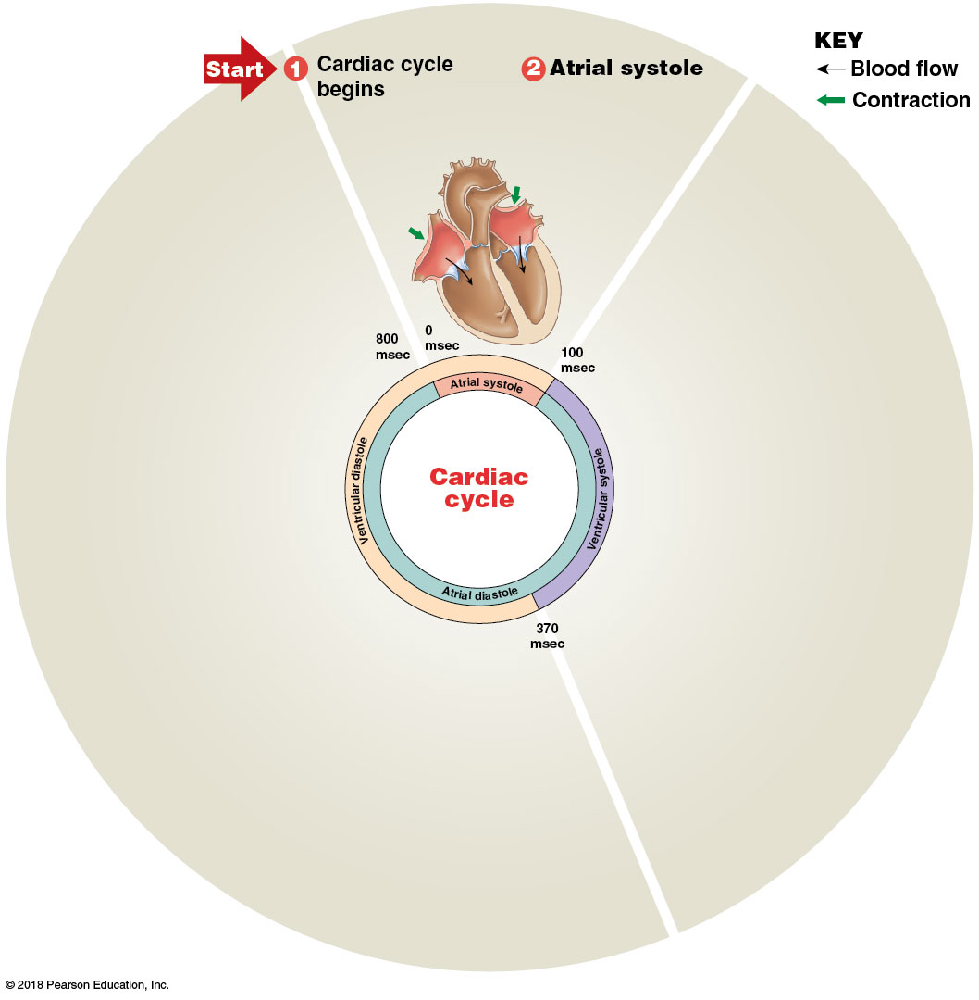 Start
1 Cardiac cycle
begins
2 Atrial systole
KEY
Blood flow
Contraction
800
msec
0
msec
100
msec
Atrial systole
Ventricular diastole
Cardiac
cycle
Ventricular systole
Atrial diastole
370
msec
© 2018 Pearson Education, Inc.